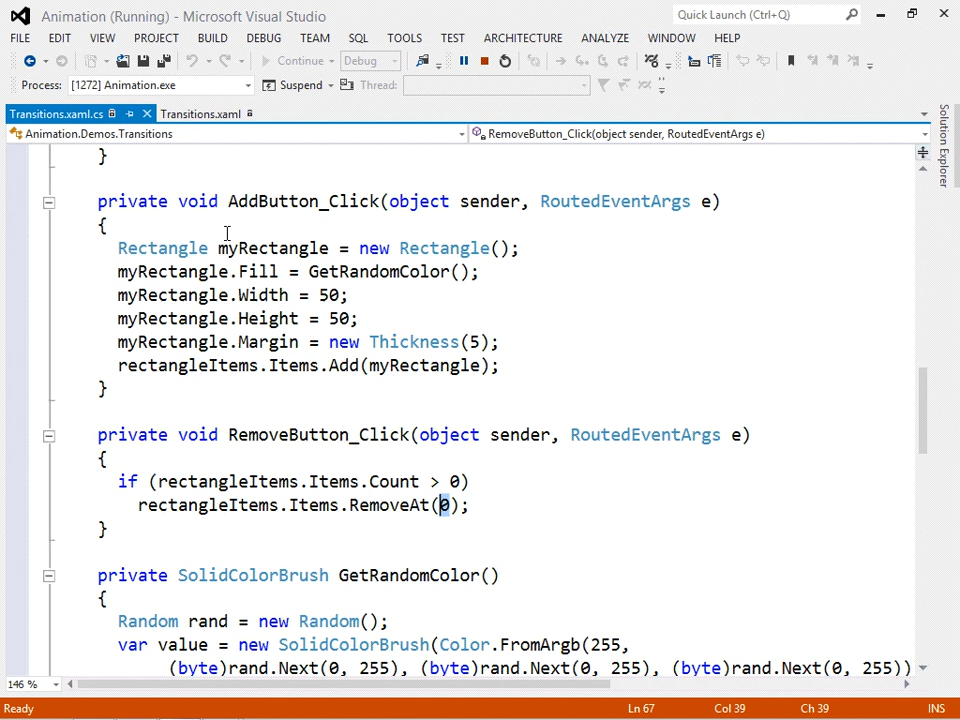 Animation (Running) - Microsoft Visual Studio
Quick Launch (Ctrl+Q)
FILE EDIT VIEW PROJECT BUILD DEBUG TEAM SQL TOOLS TEST ARCHITECTURE ANALYZE WINDOW HELP
Continue Debug
Process: [1272] Animation.exe Suspend Thread:
Transitions.xaml.cs Transitions.xaml
Animation.Demos.Transitions RemoveButton_Click(object sender, RoutedEventArgs e)
Solution Explorer
}
private void AddButton_Click(object sender, RoutedEventArgs e)
{
Rectangle myRectangle = new Rectangle();
myRectangle.Fill = GetRandomColor();
myRectangle.Width = 50;
myRectangle.Height = 50;
myRectangle.Margin = new Thickness(5);
rectangleItems.Items.Add(myRectangle);
}
private void RemoveButton_Click(object sender, RoutedEventArgs e)
{
if (rectangleItems.Items.Count > 0)
rectangleItems.Items.RemoveAt(0);
}
private SolidColorBrush GetRandomColor()
{
Random rand = new Random();
var value = new SolidColorBrush(Color.FromArgb(255,
(byte)rand.Next(0, 255), (byte)rand.Next(0, 255), (byte)rand.Next(0, 255))
146 %
Ready Ln 67 Col 39 Ch 39 INS